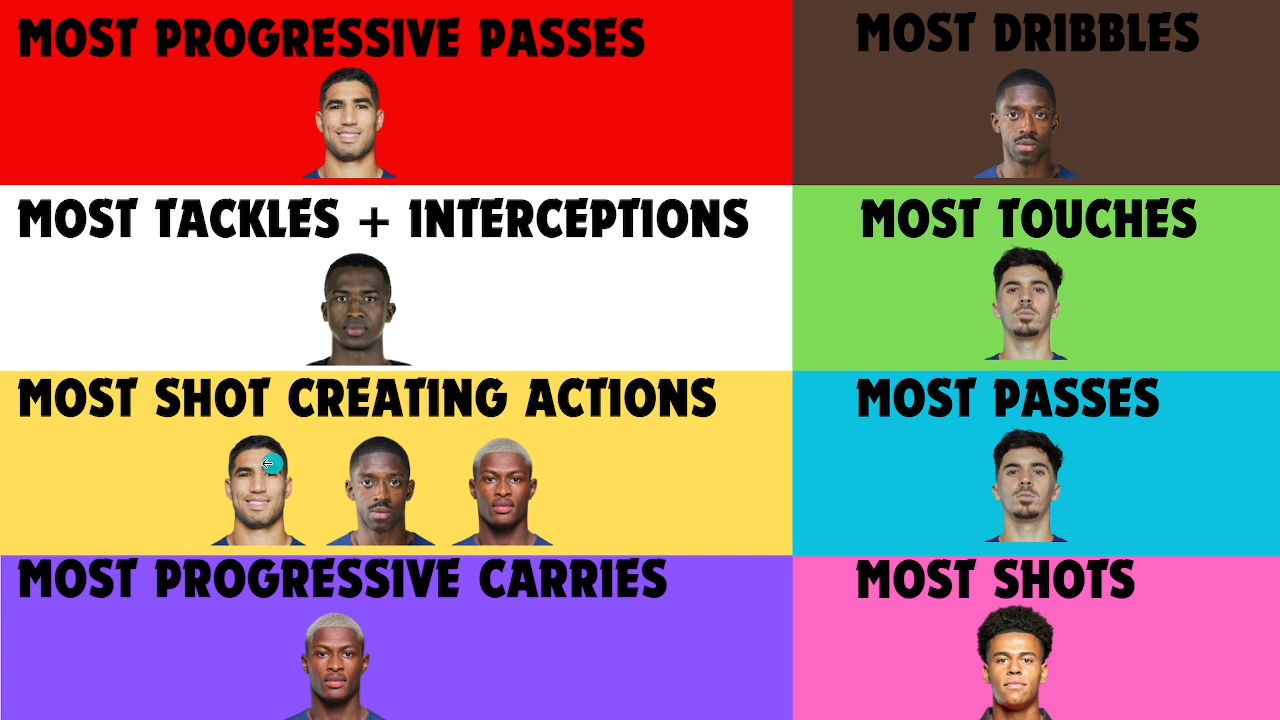 MOST PROGRESSIVE PASSES
MOST DRIBBLES
MOST TACKLES + INTERCEPTIONS
MOST TOUCHES
MOST SHOT CREATING ACTIONS
MOST PASSES
MOST PROGRESSIVE CARRIES
MOST SHOTS